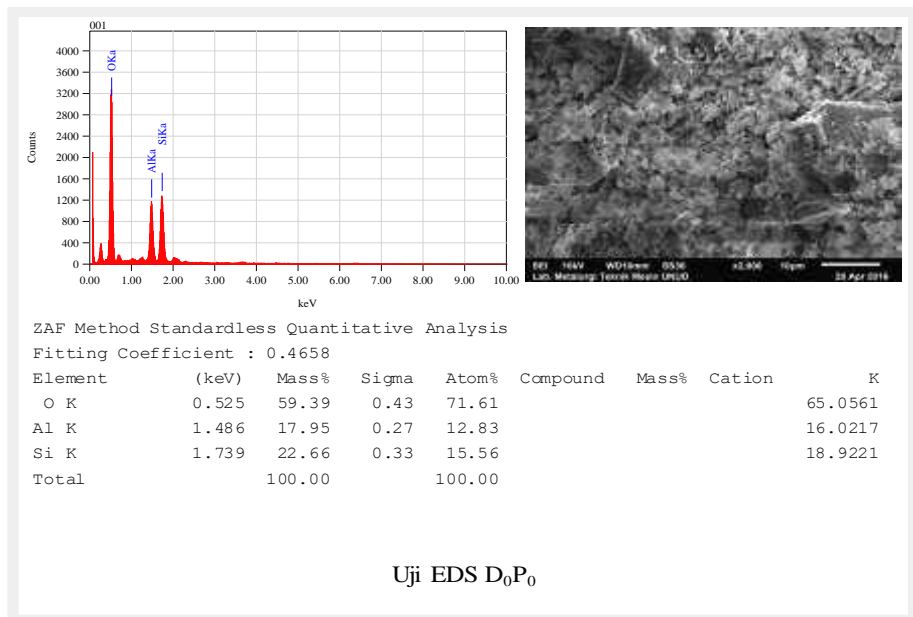 001
4000
3600
3200
2800
2400
2000
1600
1200
800
400
0
Counts
OKa
AlKa
SiKa
0.00 1.00 2.00 3.00 4.00 5.00 6.00 7.00 8.00 9.00 10.00
keV
10µm
28 Apr 2016
ZAF Method Standardless Quantitative Analysis
Fitting Coefficient : 0.4658
Element (keV) Mass% Sigma Atom% Compound Mass% Cation K
O K 0.525 59.39 0.43 71.61 65.0561
Al K 1.486 17.95 0.27 12.83 16.0217
Si K 1.739 22.66 0.33 15.56 18.9221
Total 100.00 100.00
Uji EDS D₀P₀